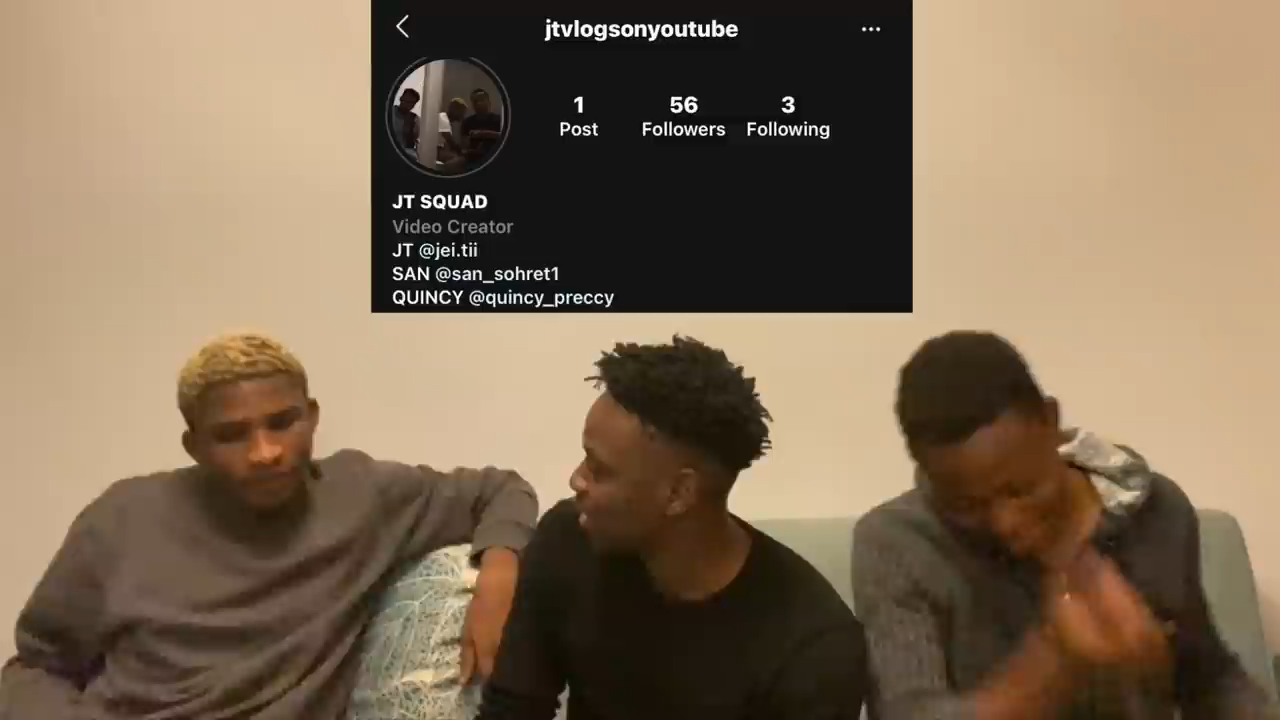 jtvlogsonyoutube
1 56 3
Post Followers Following
JT SQUAD
Video Creator
JT @jei.tii
SAN @san_sohret1
QUINCY @quincy_preccy